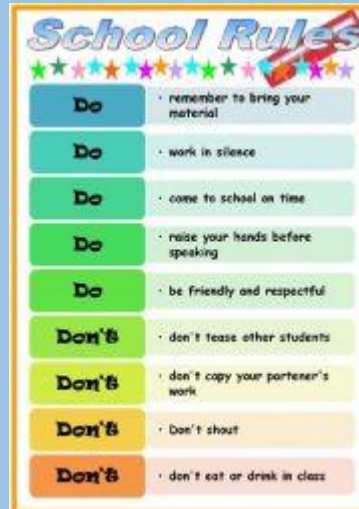 School Rules
Do
· remember to bring your
material
Do
· work in silence
Do
· come to school on time
Do
· raise your hands before
speaking
Do
· be friendly and respectful
Don't
· don't tease other students
Don't
· don't copy your partener's
work
Don't
· Don't shout
Don't
· don't eat or drink in class